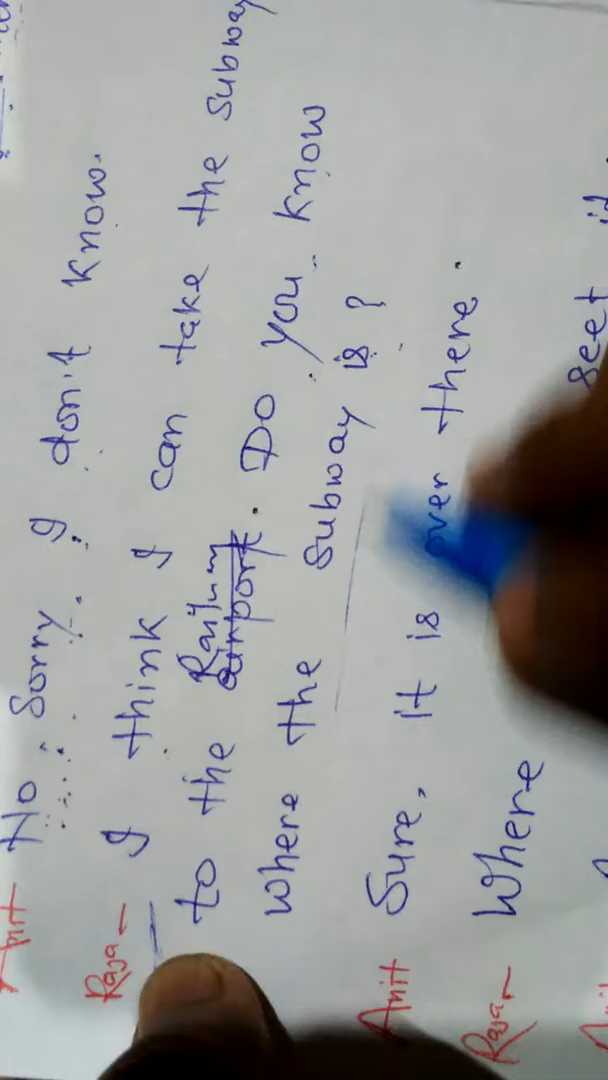 Amit - No. Sorry. I don't know.
Raja - I think I can take the subway
to the airport. Do you know
where the subway is?
Amit Sure. It is over there.
Raja - Where
seet